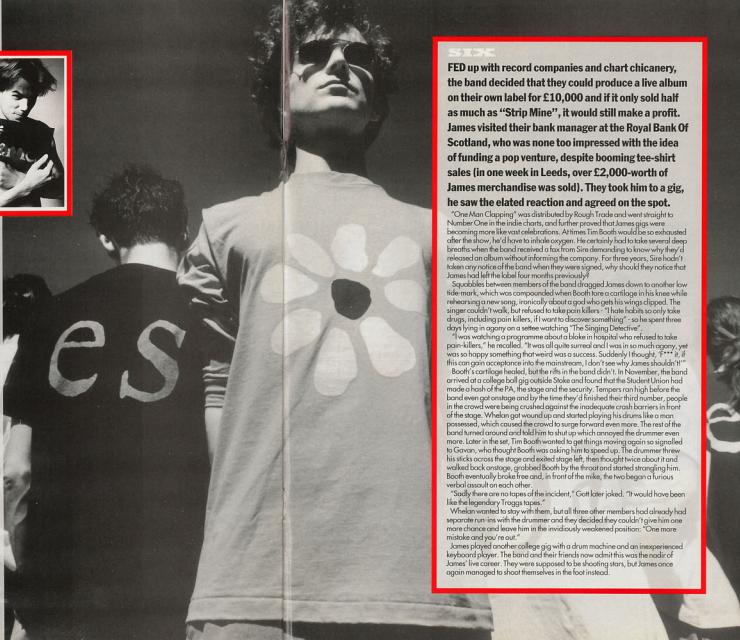 SIX
FED up with record companies and chart chicanery,
the band decided that they could produce a live album
on their own label for £10,000 and if it only sold half
as much as “Strip Mine”, it would still make a profit.
James visited their bank manager at the Royal Bank Of
Scotland, who was none too impressed with the idea
of funding a pop venture, despite booming tee-shirt
sales (in one week in Leeds, over £2,000-worth of
James merchandise was sold). They took him to a gig,
he saw the elated reaction and agreed on the spot.
“One Man Clapping” was distributed by Rough Trade and went straight to
Number One in the indie charts, and further proved that James gigs were
becoming more like vast celebrations. At times Tim Booth would be so exhausted
after the show, he'd have to inhale oxygen. He certainly had to take several deep
breaths when the band received a fax from Sire demanding to know why they'd
released an album without informing the company. For three years, Sire hadn't
taken any notice of the band when they were signed, why should they notice that
James had left the label four months previously?
Squabbles between members of the band dragged James down to another low
tide-mark, which was compounded when Booth tore a cartilage in his knee while
rehearsing a new song, ironically about a god who gets his wings clipped. The
singer couldn't walk, but refused to take pain killers - “I hate habits so only take
drugs, including pain killers, if I want to discover something” - so he spent three
days lying in agony on a settee watching “The Singing Detective”.
“I was watching a programme about a bloke in hospital who refused to take
pain-killers,” he recalled. “It was all quite surreal and I was in so much agony, yet
was so happy something that weird was a success. Suddenly I thought, 'F*** it, if
this can gain acceptance into the mainstream, I don't see why James shouldn't!'”
Booth's cartilage healed, but the rifts in the band didn't. In November, the band
arrived at a college ball gig outside Stoke and found that the Student Union had
made a hash of the PA, the stage and the security. Tempers ran high before the
band even got onstage and by the time they'd finished their third number, people
in the crowd were being crushed against the inadequate crash barriers in front
of the stage. Whelan got wound up and started playing his drums like a man
possessed, which caused the crowd to surge forward even more. The rest of the
band turned around and told him to shut up which annoyed the drummer even
more. Later in the set, Tim Booth wanted to get things moving again so signalled
to Gavan, who thought Booth was asking him to speed up. The drummer threw
his sticks across the stage and exited stage left, then thought twice about it and
walked back onstage, grabbed Booth by the throat and started strangling him.
Booth eventually broke free and, in front of the mike, the two began a furious
verbal assault on each other.
“Sadly there are no tapes of the incident,” Gott later joked. “It would have been
like the legendary Troggs tapes.”
Whelan wanted to stay with them, but all three other members had already had
separate run-ins with the drummer and they decided they couldn't give him one
more chance and leave him in the invidiously weakened position: “One more
mistake and you're out.”
James played another college gig with a drum machine and an inexperienced
keyboard player. The band and their friends now admit this was the nadir of
James' live career. They were supposed to be shooting stars, but James once
again managed to shoot themselves in the foot instead.
es